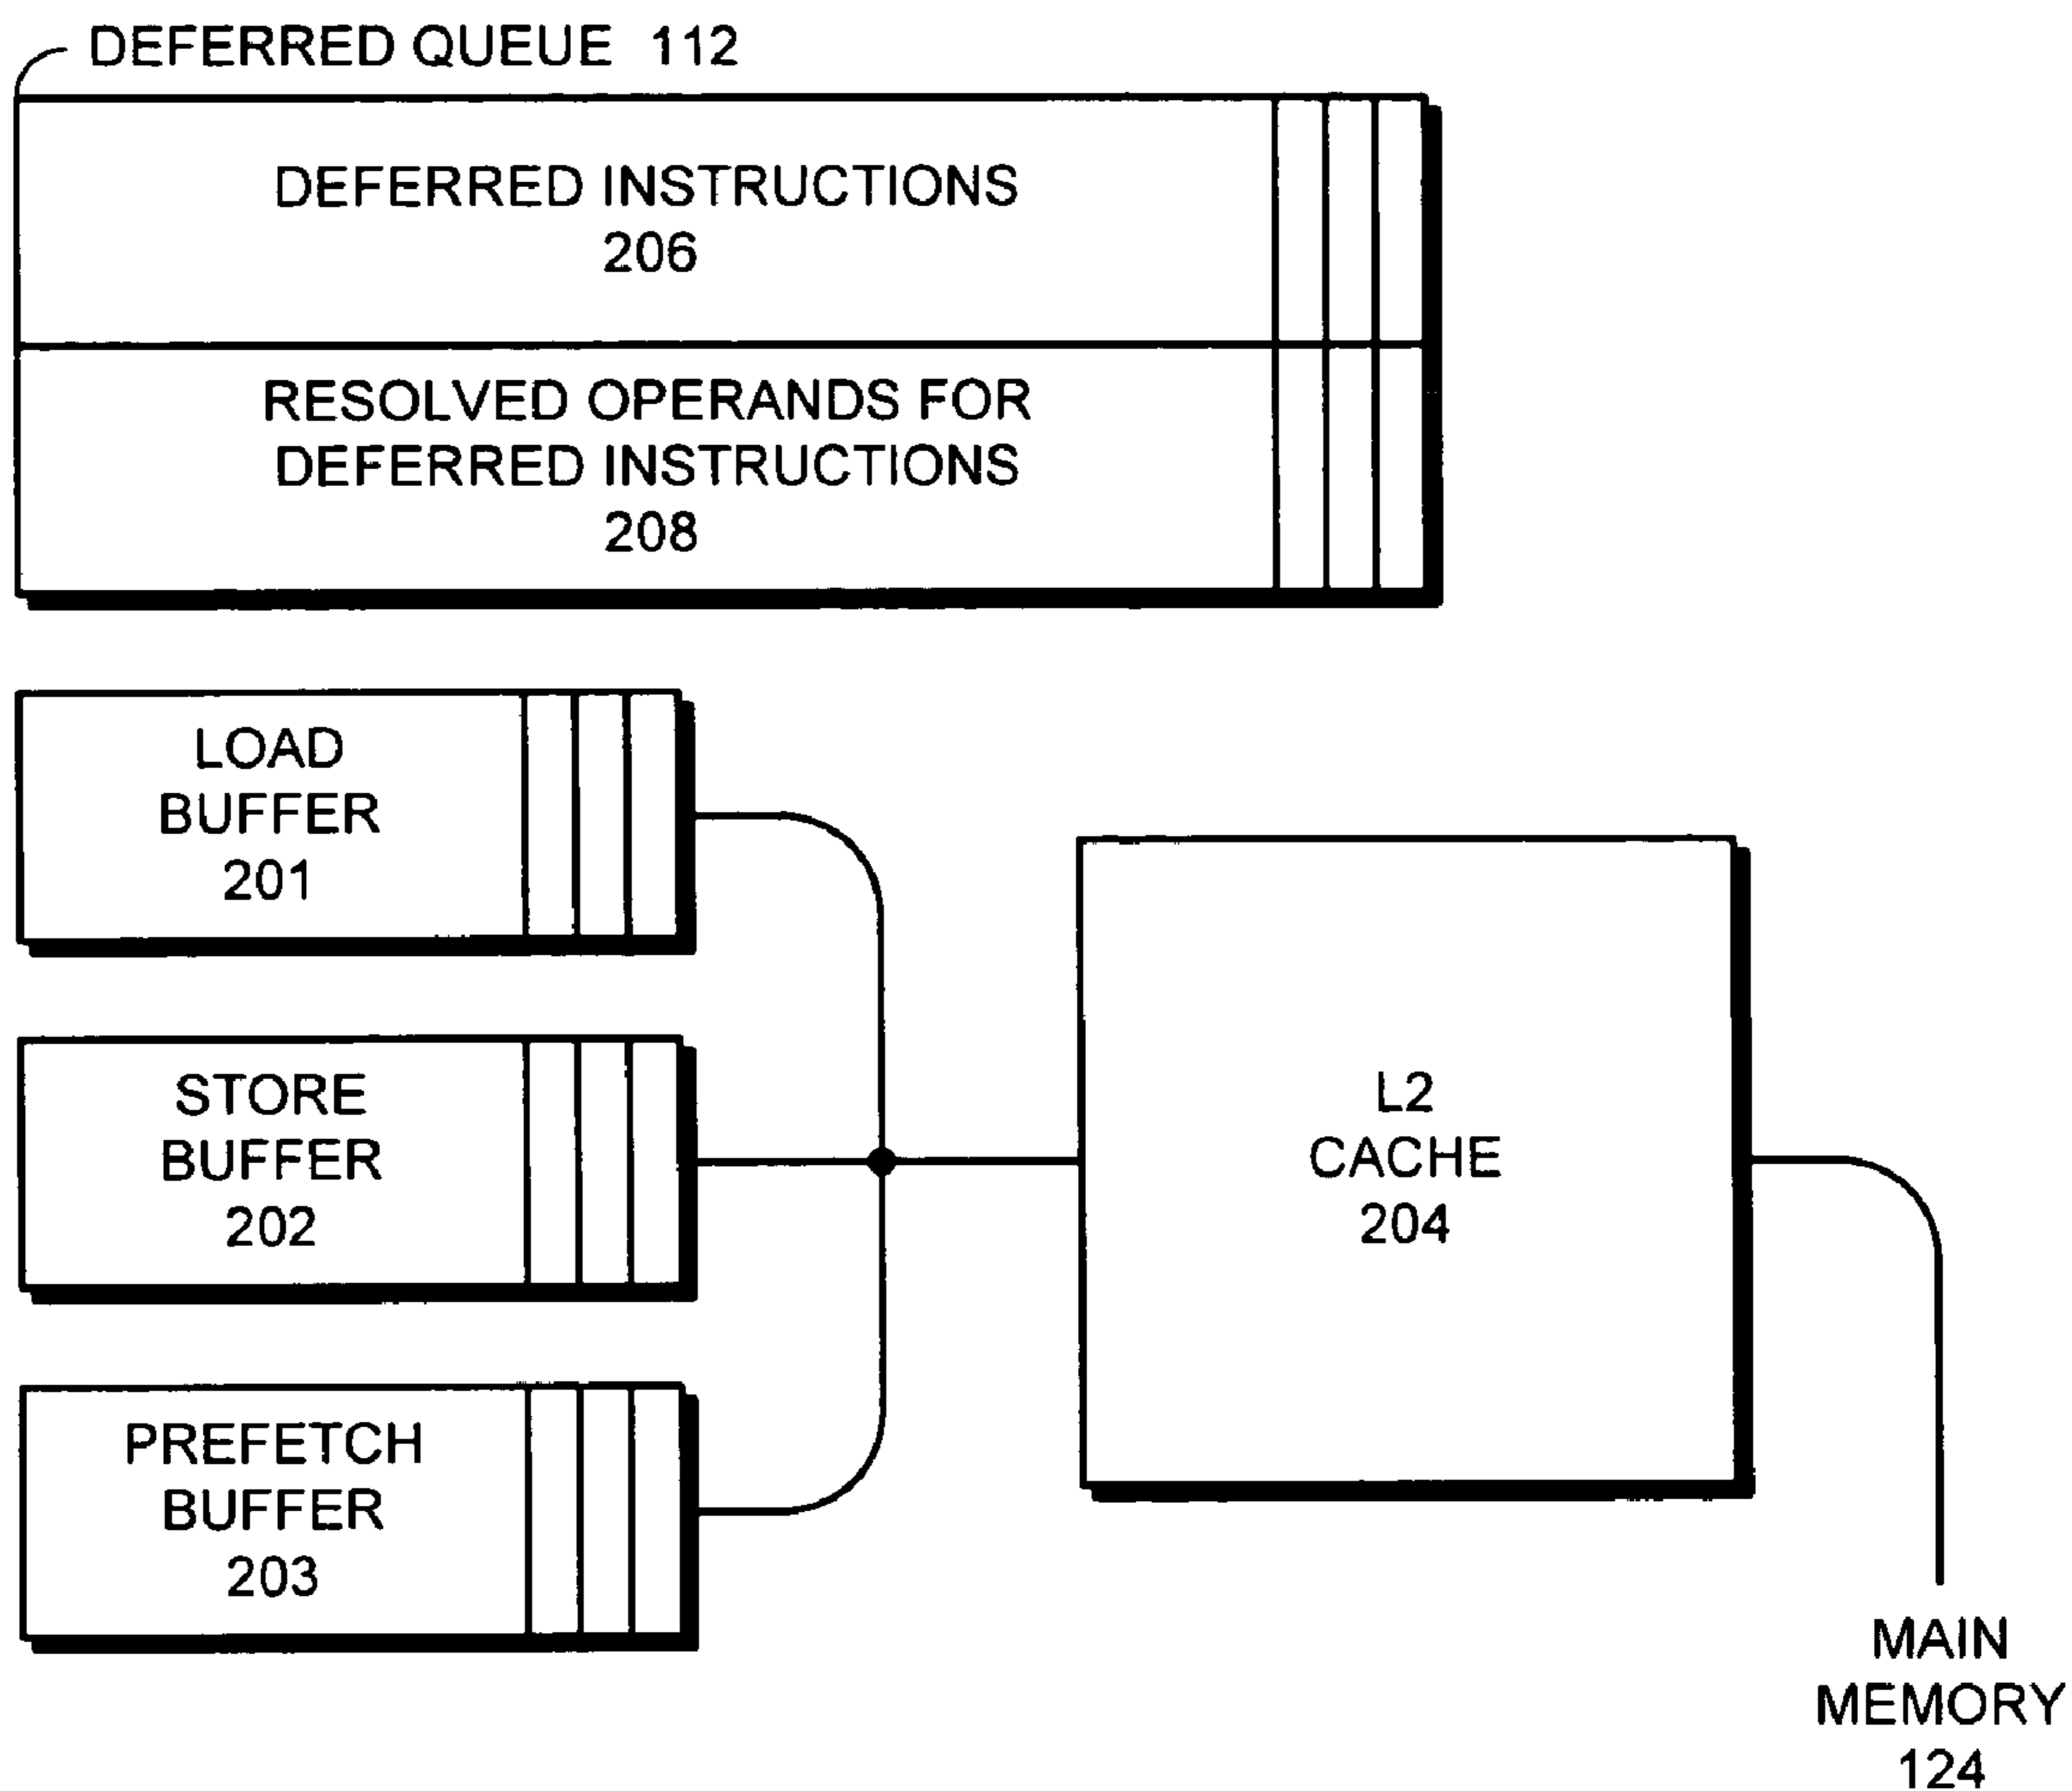 DEFERRED QUEUE 112
DEFERRED INSTRUCTIONS
206
RESOLVED OPERANDS FOR
DEFERRED INSTRUCTIONS
208
LOAD
BUFFER
201
STORE
BUFFER
202
PREFETCH
BUFFER
203
L2
CACHE
204
MAIN
MEMORY
124